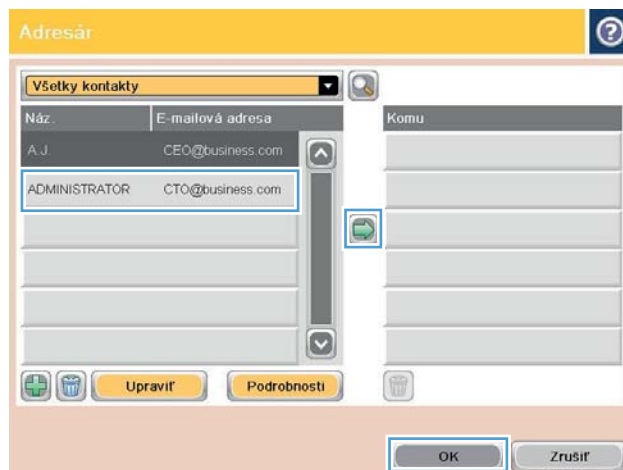 Adresár
?
Všetky kontakty
Náz. E-mailová adresa Komu
A.J. CEO@business.com
ADMINISTRATOR CTO@business.com
Upraviť Podrobnosti
OK Zrušiť